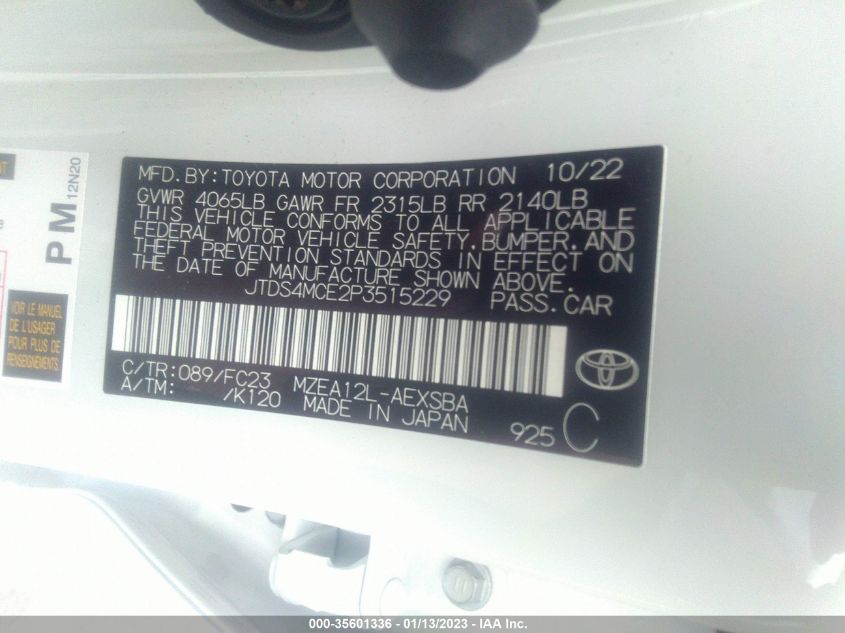 MFD. BY: TOYOTA MOTOR CORPORATION 10/22
GVWR 4065LB GAWR FR 2315LB RR 2140LB
THIS VEHICLE CONFORMS TO ALL APPLICABLE
FEDERAL MOTOR VEHICLE SAFETY, BUMPER, AND
THEFT PREVENTION STANDARDS IN EFFECT ON
THE DATE OF MANUFACTURE SHOWN ABOVE.
JTDS4MCE2P3515229 PASS. CAR
C/TR: 089/FC23 MZEA12L-AEXSBA
A/TM: /K120 MADE IN JAPAN
925 C
PM 12N20
VOIR LE MANUEL
DE L'USAGER
POUR PLUS DE
RENSEIGNEMENTS.
000-35601336 - 01/13/2023 - IAA Inc.